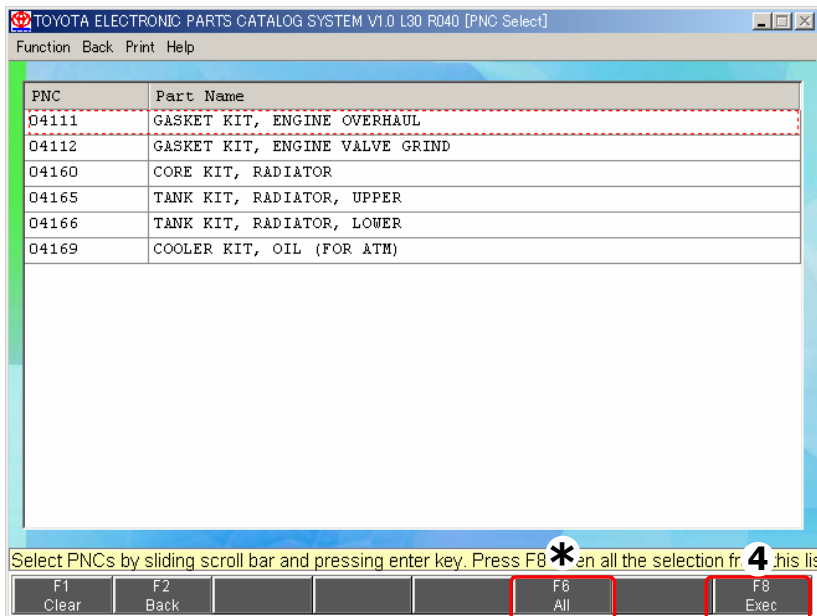 TOYOTA ELECTRONIC PARTS CATALOG SYSTEM V1.0 L30 R040 [PNC Select]
Function Back Print Help
PNC Part Name
04111 GASKET KIT, ENGINE OVERHAUL
04112 GASKET KIT, ENGINE VALVE GRIND
04160 CORE KIT, RADIATOR
04165 TANK KIT, RADIATOR, UPPER
04166 TANK KIT, RADIATOR, LOWER
04169 COOLER KIT, OIL (FOR ATM)
Select PNCs by sliding scroll bar and pressing enter key. Press F8 * en all the selection fr 4 this lis
F1 Clear F2 Back F6 All F8 Exec